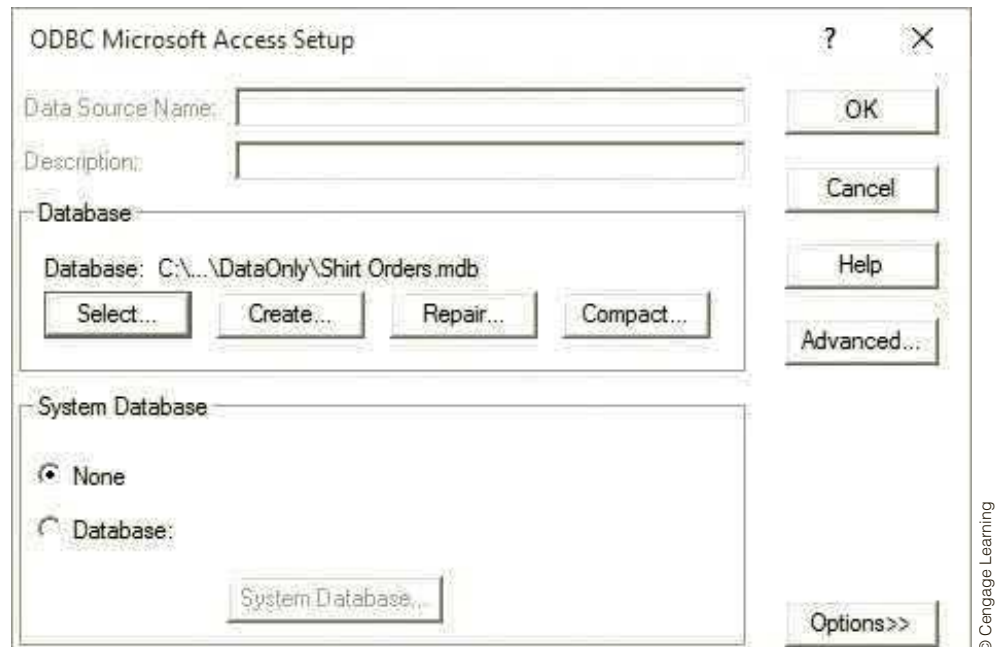 ODBC Microsoft Access Setup ? ×
Data Source Name:
OK
Description:
Cancel
Database
Database: C:\...\DataOnly\Shirt Orders.mdb
Help
Select... Create... Repair... Compact...
Advanced...
System Database
None
Database:
System Database...
Options>>
© Cengage Learning